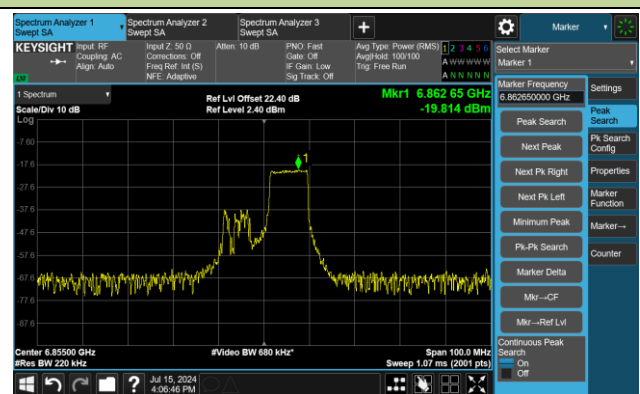 Spectrum Analyzer 1
Swept SA
Spectrum Analyzer 2
Swept SA
Spectrum Analyzer 3
Swept SA
Marker
KEYSIGHT
Input: RF
Coupling: AC
Align: Auto
Input Z: 50 Ω
Corrections: Off
Freq Ref: Int (S)
NFE: Adaptive
Atten: 10 dB
PNO: Fast
Gate: Off
IF Gain: Low
Sig Track: Off
Avg Type: Power (RMS)
Avg|Hold: 100/100
Trig: Free Run
1 2 3 4 5 6
A W W W W W
A N N N N N
LXI
Select Marker
Marker 1
1 Spectrum
Scale/Div 10 dB
Log
Ref Lvl Offset 22.40 dB
Ref Level 2.40 dBm
Mkr1 6.862 65 GHz
-19.814 dBm
-7.60
-17.6
-27.6
-37.6
-47.6
-57.6
-67.6
-77.6
-87.6
1
Center 6.85500 GHz
#Res BW 220 kHz
#Video BW 680 kHz*
Span 100.0 MHz
Sweep 1.07 ms (2001 pts)
Marker Frequency
6.862650000 GHz
Peak Search
Next Peak
Next Pk Right
Next Pk Left
Minimum Peak
Pk-Pk Search
Marker Delta
Mkr→CF
Mkr→Ref Lvl
Continuous Peak
Search
On
Off
Settings
Peak
Search
Pk Search
Config
Properties
Marker
Function
Marker→
Counter
Jul 15, 2024
4:06:46 PM